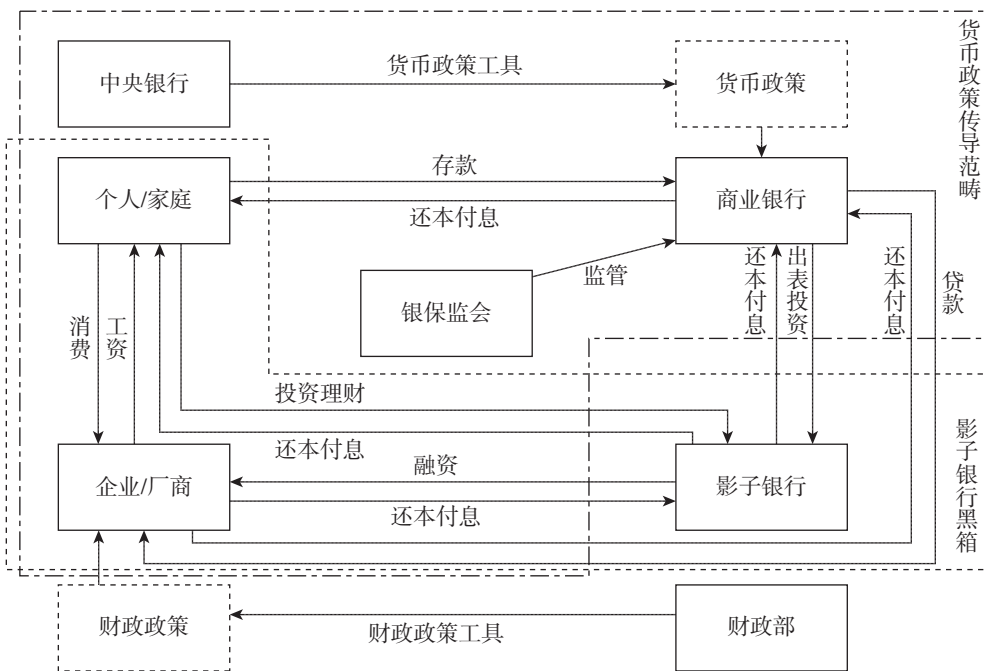 中央银行
货币政策工具
货币政策
货币政策传导范畴
个人/家庭
存款
还本付息
商业银行
监管
银保监会
还本付息
出表投资
还本付息
贷款
消费
工资
投资理财
还本付息
企业/厂商
融资
还本付息
影子银行
影子银行黑箱
财政政策
财政政策工具
财政部